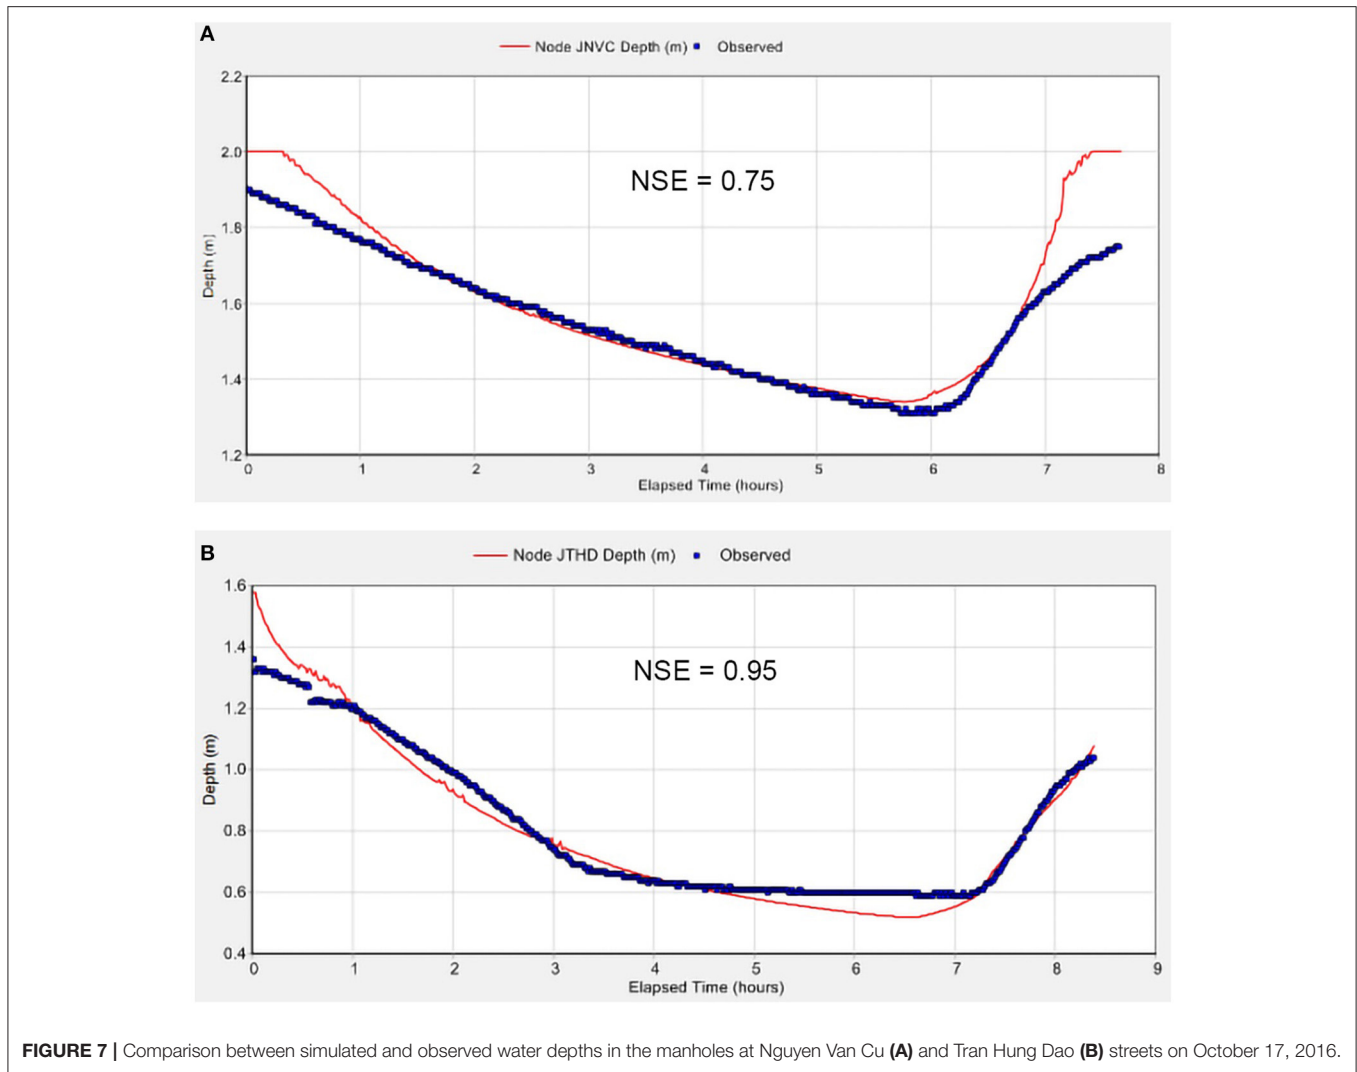 A
Node JNVC Depth (m) Observed
2.2
2.0
NSE = 0.75
1.8
Depth (m)
1.6
1.4
1.2
0 1 2 3 4 5 6 7 8
Elapsed Time (hours)
B
Node JTHD Depth (m) Observed
1.6
1.4
NSE = 0.95
1.2
1.0
Depth (m)
0.8
0.6
0.4
0 1 2 3 4 5 6 7 8 9
Elapsed Time (hours)
FIGURE 7 | Comparison between simulated and observed water depths in the manholes at Nguyen Van Cu (A) and Tran Hung Dao (B) streets on October 17, 2016.